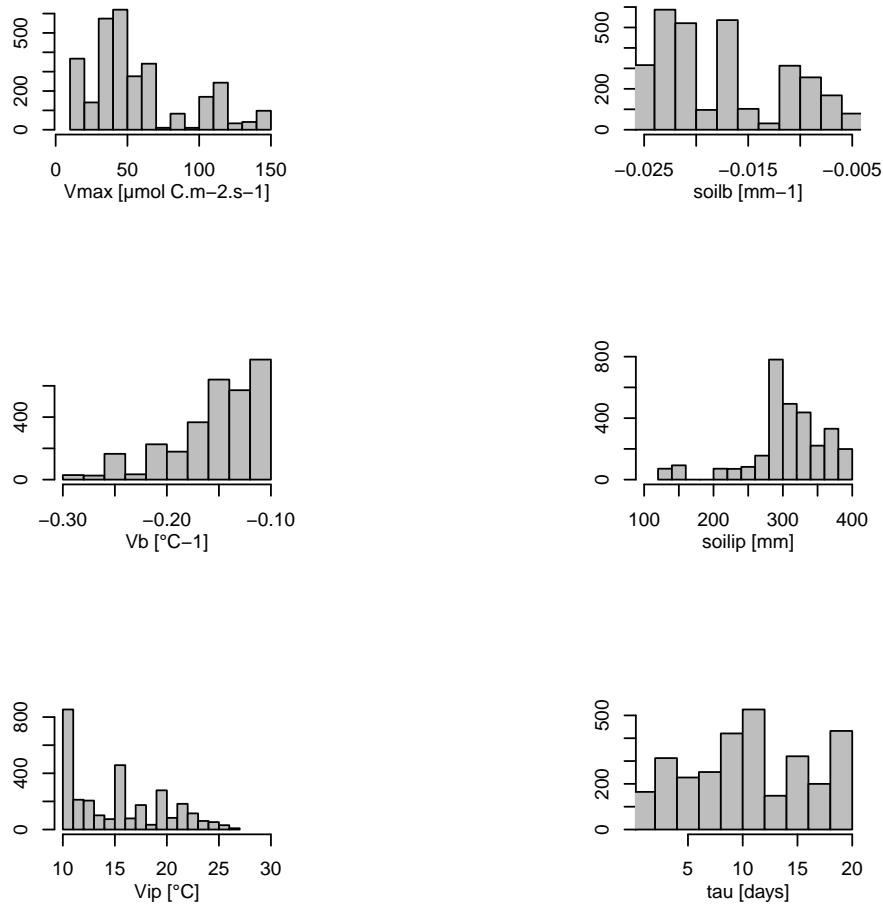 0 200 500
0 50 100 150
Vmax [µmol C.m−2.s−1]
0 200 500
−0.025 −0.015 −0.005
soilb [mm−1]
0 400
−0.30 −0.20 −0.10
Vb [°C−1]
0 400 800
100 200 300 400
soilip [mm]
0 400 800
10 15 20 25 30
Vip [°C]
0 200 500
5 10 15 20
tau [days]